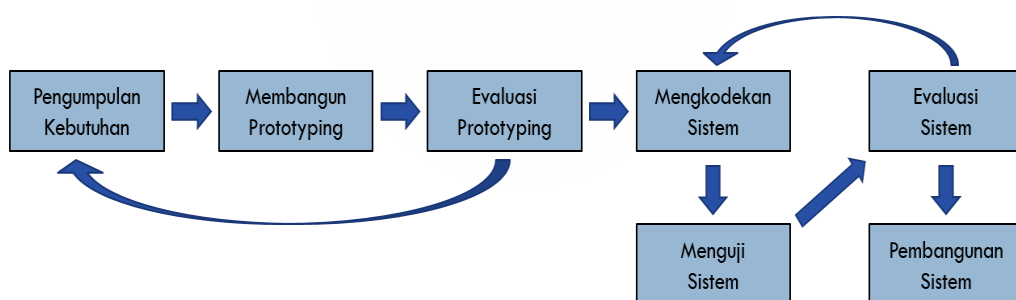 Pengumpulan
Kebutuhan
Membangun
Prototyping
Evaluasi
Prototyping
Mengkodekan
Sistem
Evaluasi
Sistem
Menguji
Sistem
Pembangunan
Sistem